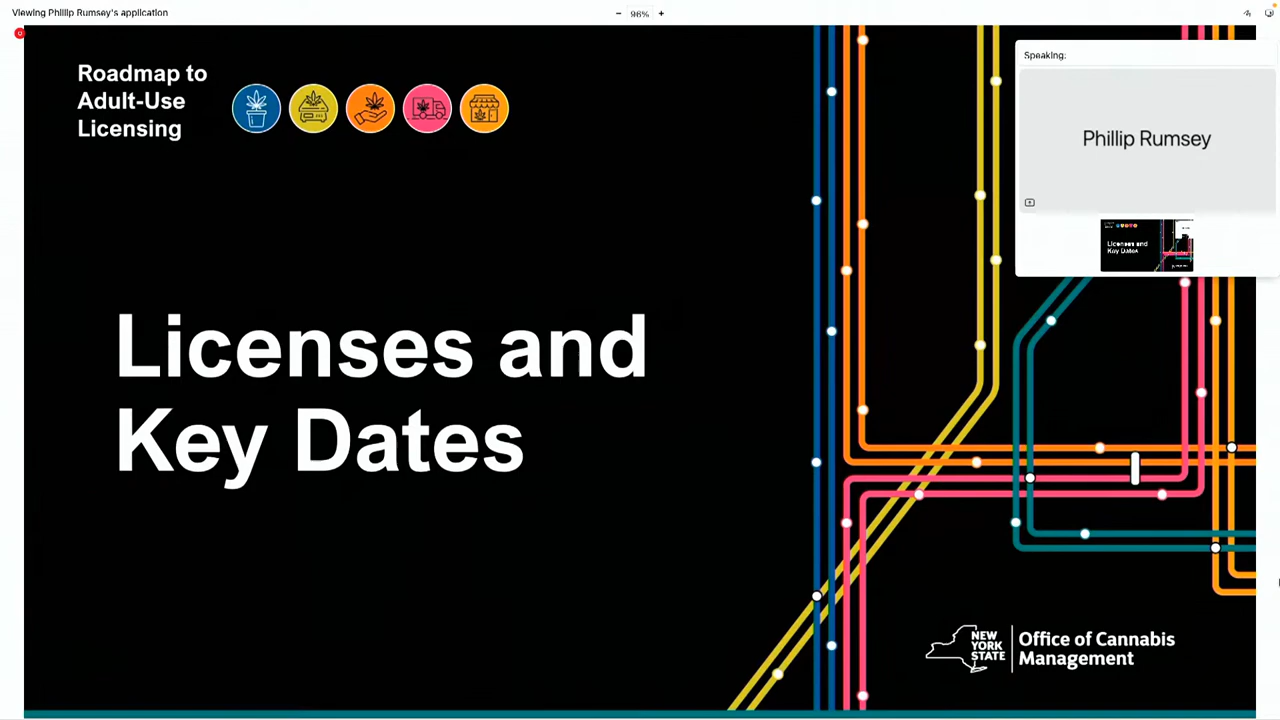 Viewing Phillip Rumsey's application
− 96% +
Roadmap to
Adult-Use
Licensing
Speaking:
Phillip Rumsey
Licenses and
Key Dates
Licenses and
Key Dates
NEW
YORK
STATE
Office of Cannabis
Management